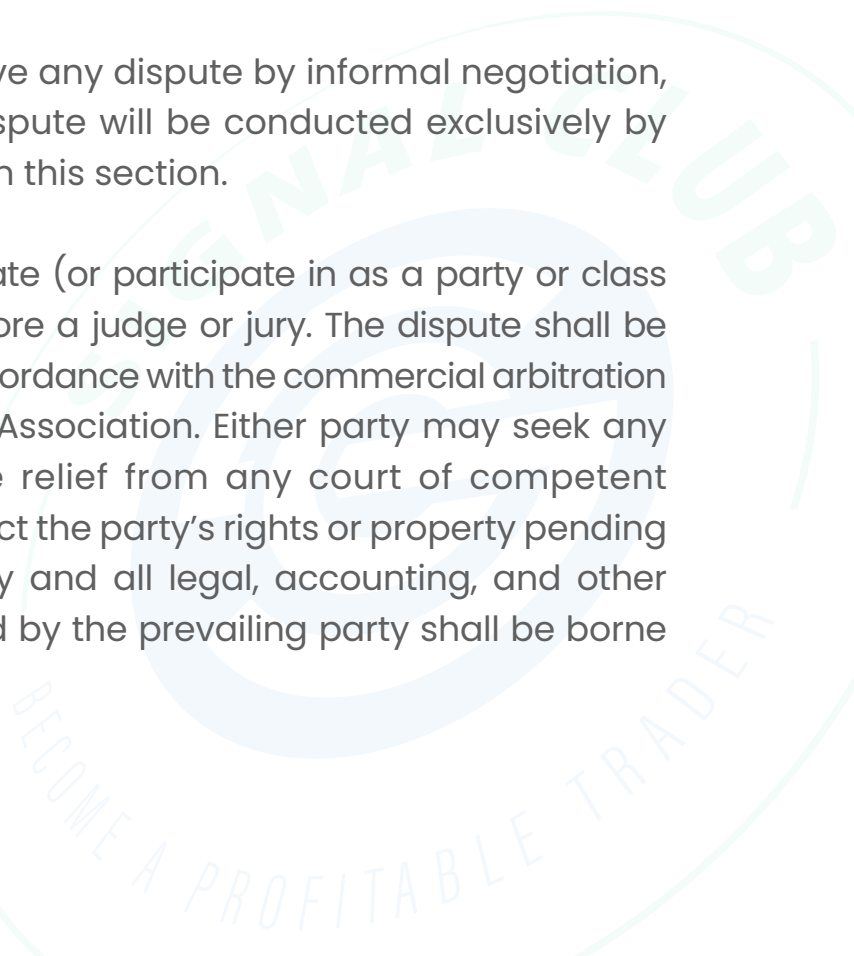 ve any dispute by informal negotiation,
spute will be conducted exclusively by
n this section.
ate (or participate in as a party or class
ore a judge or jury. The dispute shall be
cordance with the commercial arbitration
Association. Either party may seek any
e relief from any court of competent
ct the party’s rights or property pending
y and all legal, accounting, and other
d by the prevailing party shall be borne
SIGNAL CLUB
BECOME A PROFITABLE TRADER